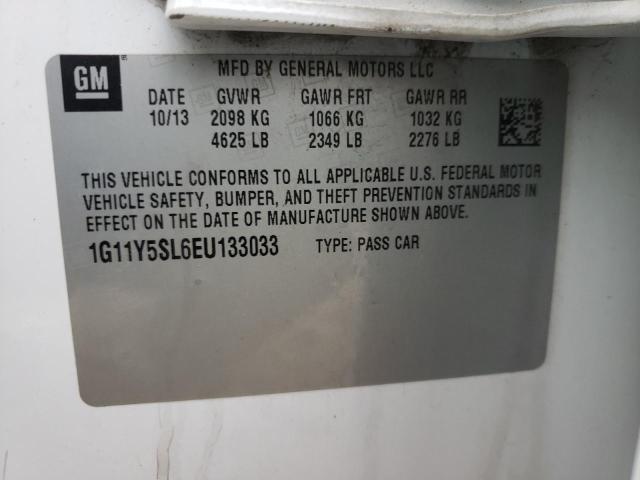 GM
MFD BY GENERAL MOTORS LLC
DATE GVWR GAWR FRT GAWR RR
10/13 2098 KG 1066 KG 1032 KG
4625 LB 2349 LB 2276 LB
THIS VEHICLE CONFORMS TO ALL APPLICABLE U.S. FEDERAL MOTOR
VEHICLE SAFETY, BUMPER, AND THEFT PREVENTION STANDARDS IN
EFFECT ON THE DATE OF MANUFACTURE SHOWN ABOVE.
1G11Y5SL6EU133033 TYPE: PASS CAR